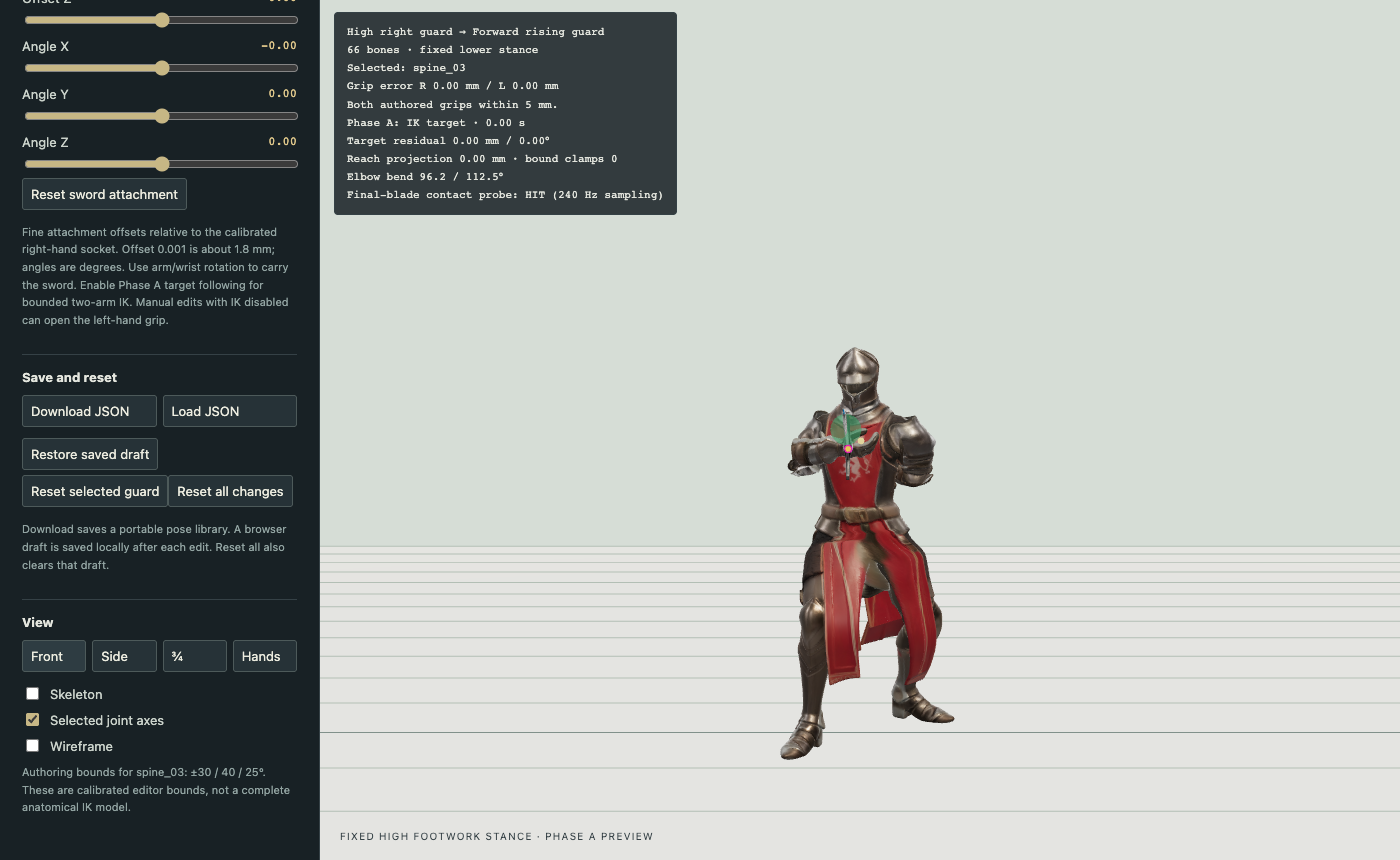 Offset Z 0.00
Angle X −0.00
Angle Y 0.00
Angle Z 0.00
Reset sword attachment
Fine attachment offsets relative to the calibrated
right-hand socket. Offset 0.001 is about 1.8 mm;
angles are degrees. Use arm/wrist rotation to carry
the sword. Enable Phase A target following for
bounded two-arm IK. Manual edits with IK disabled
can open the left-hand grip.
Save and reset
Download JSON Load JSON
Restore saved draft
Reset selected guard Reset all changes
Download saves a portable pose library. A browser
draft is saved locally after each edit. Reset all also
clears that draft.
View
Front Side ¾ Hands
Skeleton
Selected joint axes
Wireframe
Authoring bounds for spine_03: ±30 / 40 / 25°.
These are calibrated editor bounds, not a complete
anatomical IK model.
High right guard → Forward rising guard
66 bones · fixed lower stance
Selected: spine_03
Grip error R 0.00 mm / L 0.00 mm
Both authored grips within 5 mm.
Phase A: IK target · 0.00 s
Target residual 0.00 mm / 0.00°
Reach projection 0.00 mm · bound clamps 0
Elbow bend 96.2 / 112.5°
Final-blade contact probe: HIT (240 Hz sampling)
FIXED HIGH FOOTWORK STANCE · PHASE A PREVIEW